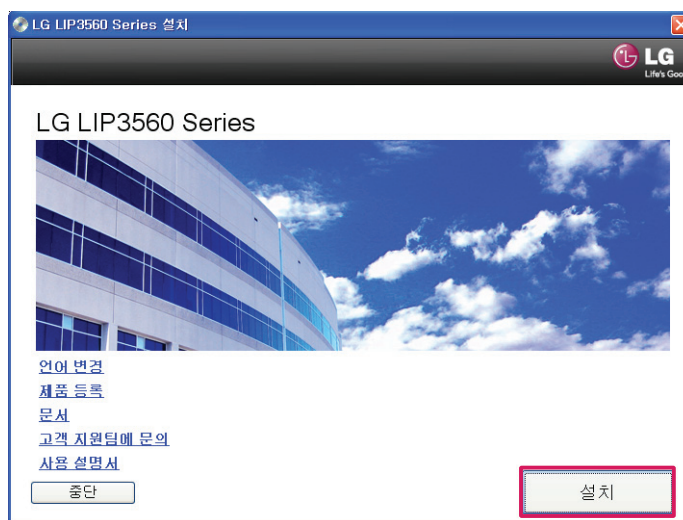 LG LIP3560 Series 설치
LG
Life's Goo
LG LIP3560 Series
언어 변경
제품 등록
문서
고객 지원팀에 문의
사용 설명서
중단
설치